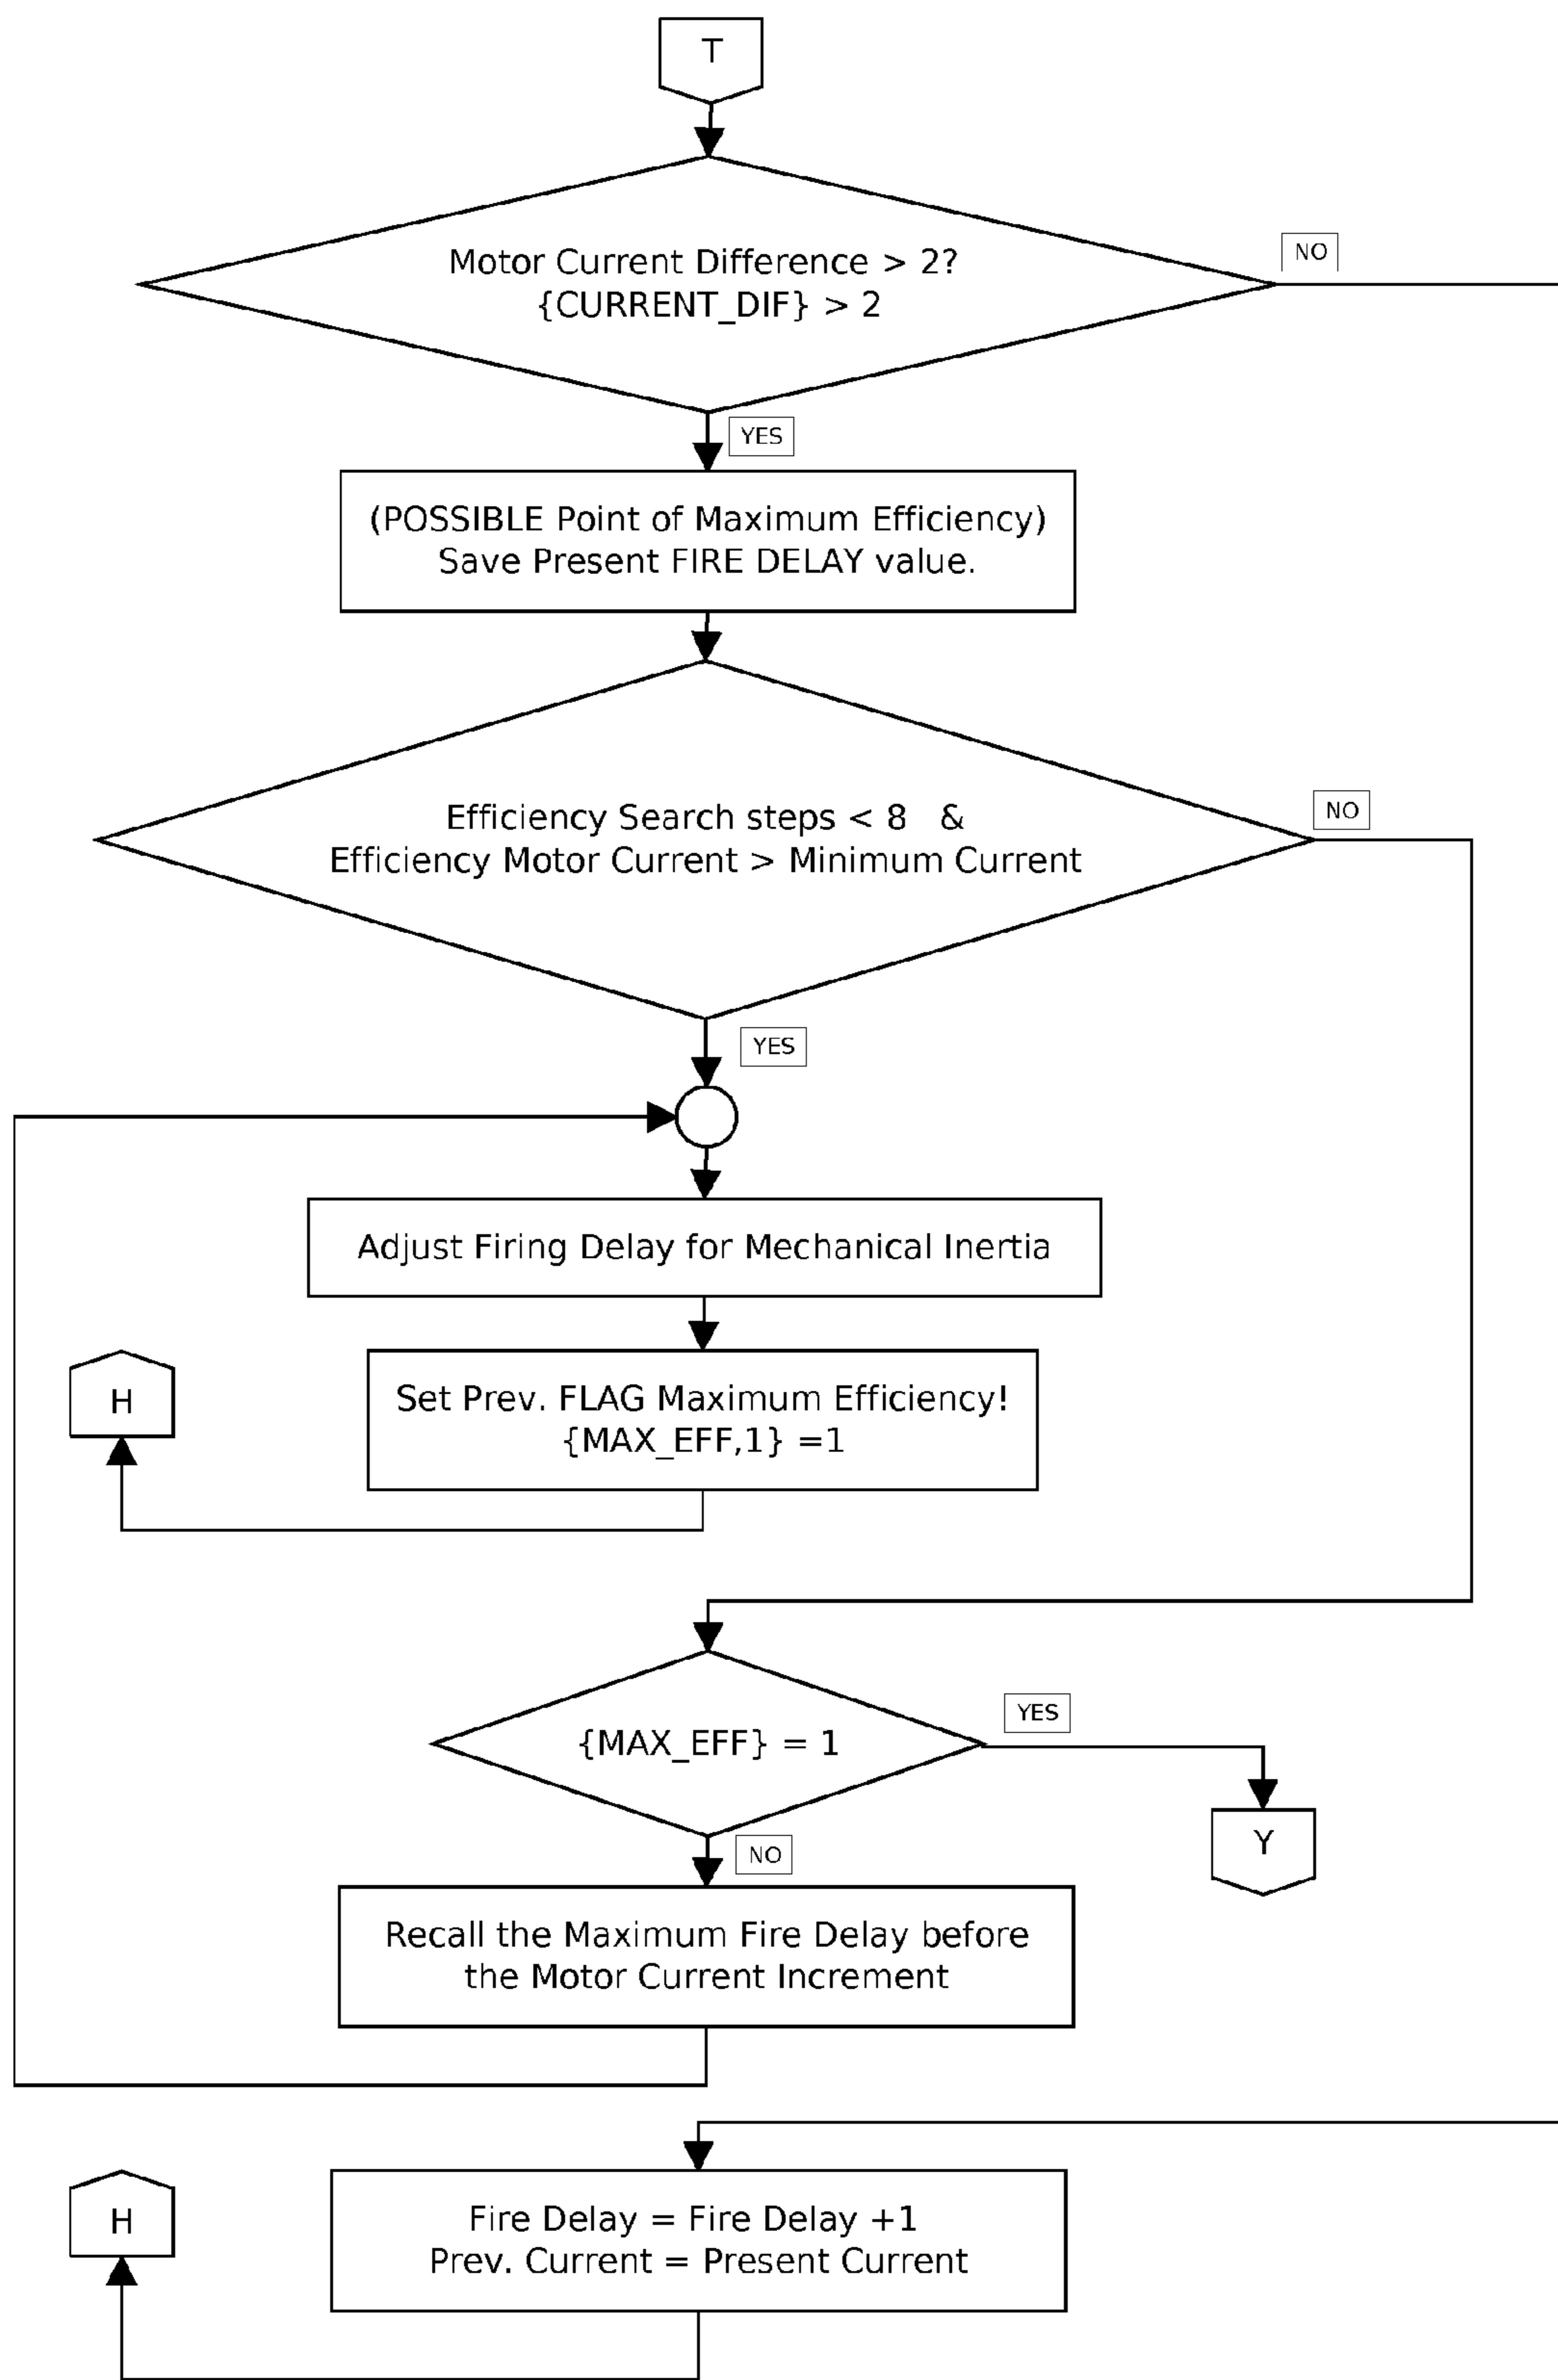 T
Motor Current Difference > 2?
{CURRENT_DIF} > 2
NO
YES
(POSSIBLE Point of Maximum Efficiency)
Save Present FIRE DELAY value.
Efficiency Search steps < 8 &
Efficiency Motor Current > Minimum Current
NO
YES
Adjust Firing Delay for Mechanical Inertia
Set Prev. FLAG Maximum Efficiency!
{MAX_EFF,1} =1
H
{MAX_EFF} = 1
YES
Y
NO
Recall the Maximum Fire Delay before
the Motor Current Increment
Fire Delay = Fire Delay +1
Prev. Current = Present Current
H